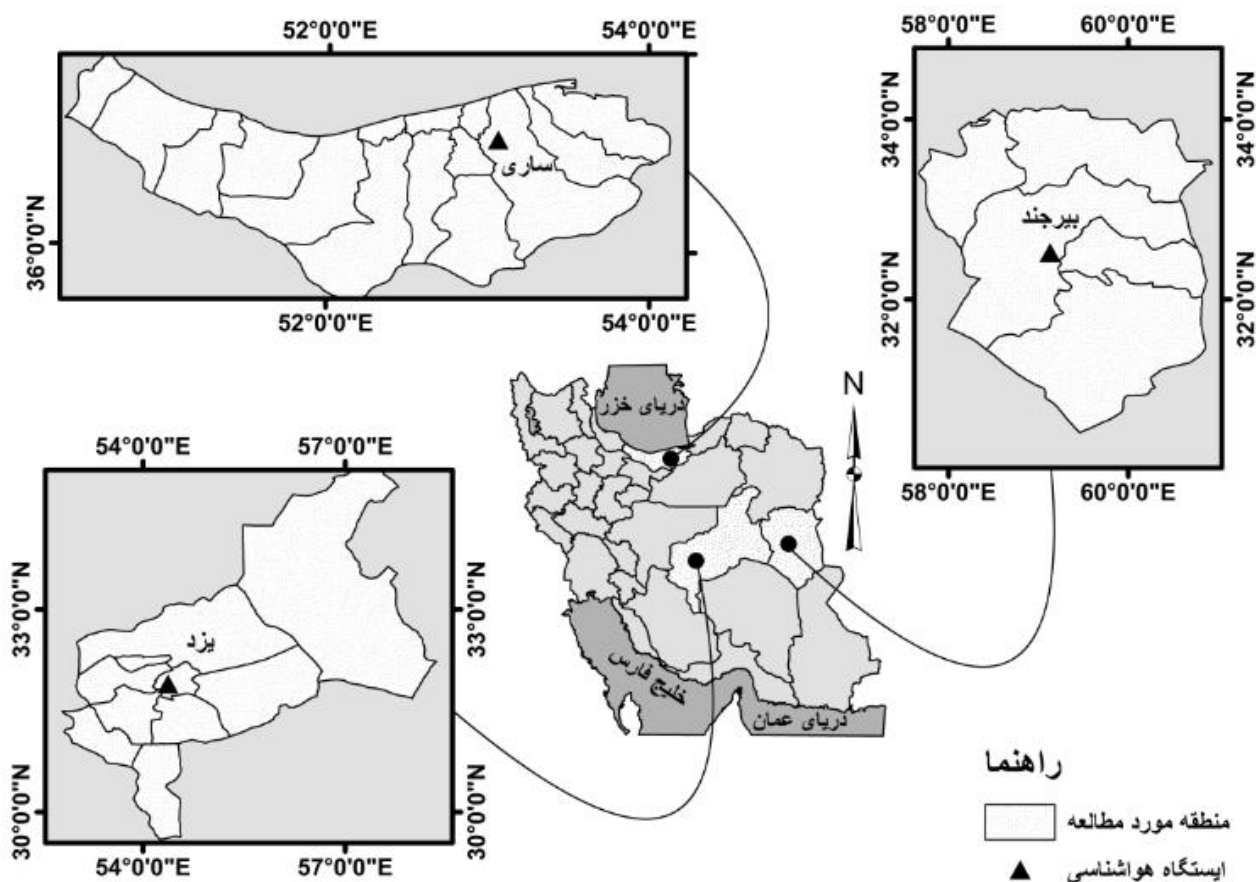 52°0'0"E 54°0'0"E
36°0'0"N
ساری
52°0'0"E 54°0'0"E
58°0'0"E 60°0'0"E
34°0'0"N 34°0'0"N
بیرجند
32°0'0"N 32°0'0"N
58°0'0"E 60°0'0"E
N
دریای خزر
خلیج فارس
دریای عمان
54°0'0"E 57°0'0"E
33°0'0"N 33°0'0"N
یزد
30°0'0"N 30°0'0"N
54°0'0"E 57°0'0"E
راهنما
منطقه مورد مطالعه
ایستگاه هواشناسی